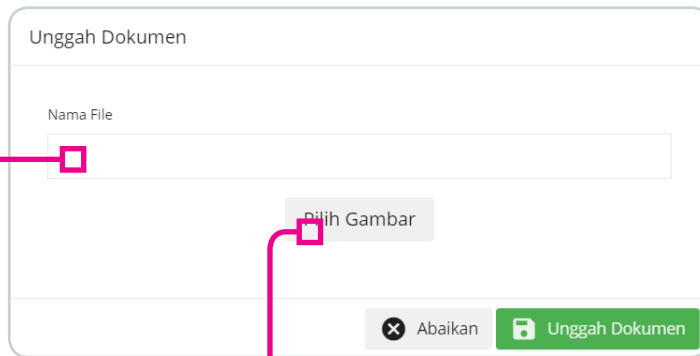 Unggah Dokumen
Nama File
Pilih Gambar
Abaikan
Unggah Dokumen